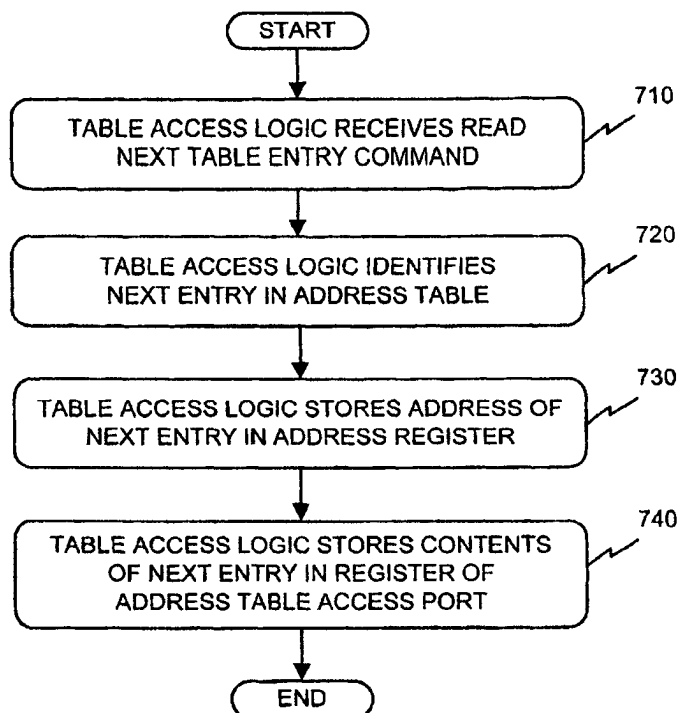 START
710
TABLE ACCESS LOGIC RECEIVES READ
NEXT TABLE ENTRY COMMAND
720
TABLE ACCESS LOGIC IDENTIFIES
NEXT ENTRY IN ADDRESS TABLE
730
TABLE ACCESS LOGIC STORES ADDRESS OF
NEXT ENTRY IN ADDRESS REGISTER
740
TABLE ACCESS LOGIC STORES CONTENTS
OF NEXT ENTRY IN REGISTER OF
ADDRESS TABLE ACCESS PORT
END